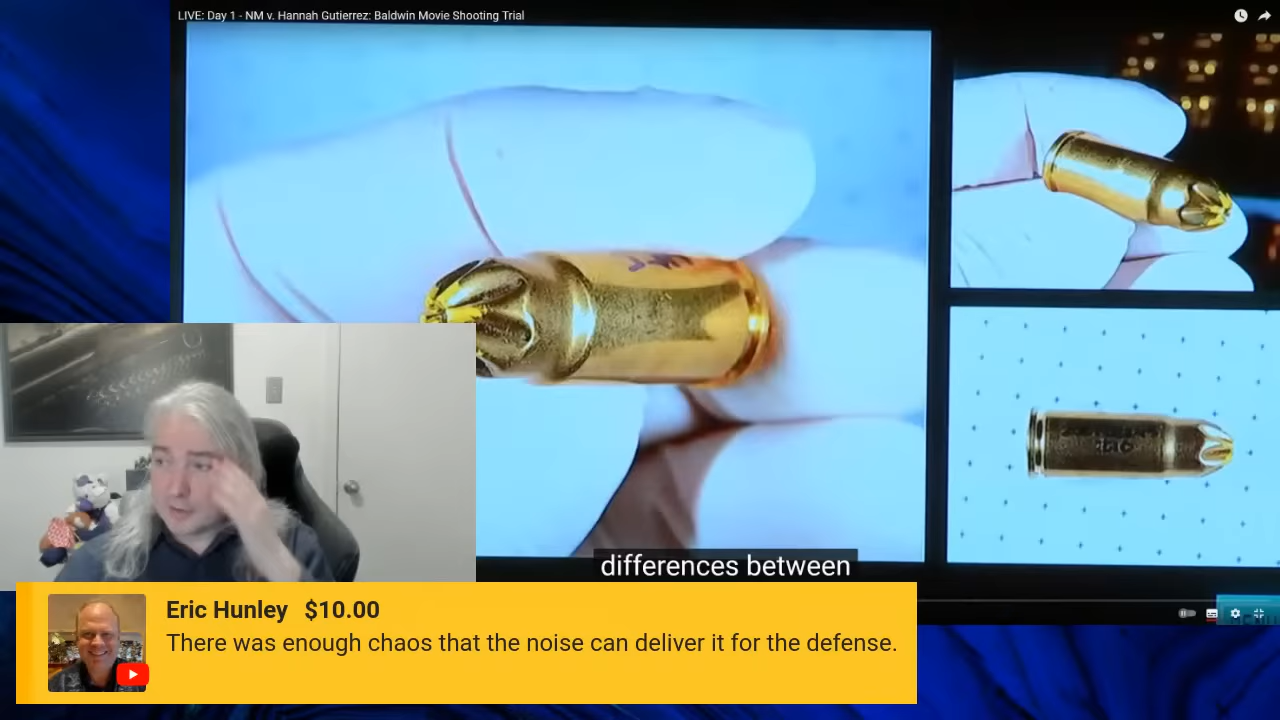 LIVE: Day 1 - NM v. Hannah Gutierrez: Baldwin Movie Shooting Trial
differences between
Eric Hunley $10.00
There was enough chaos that the noise can deliver it for the defense.